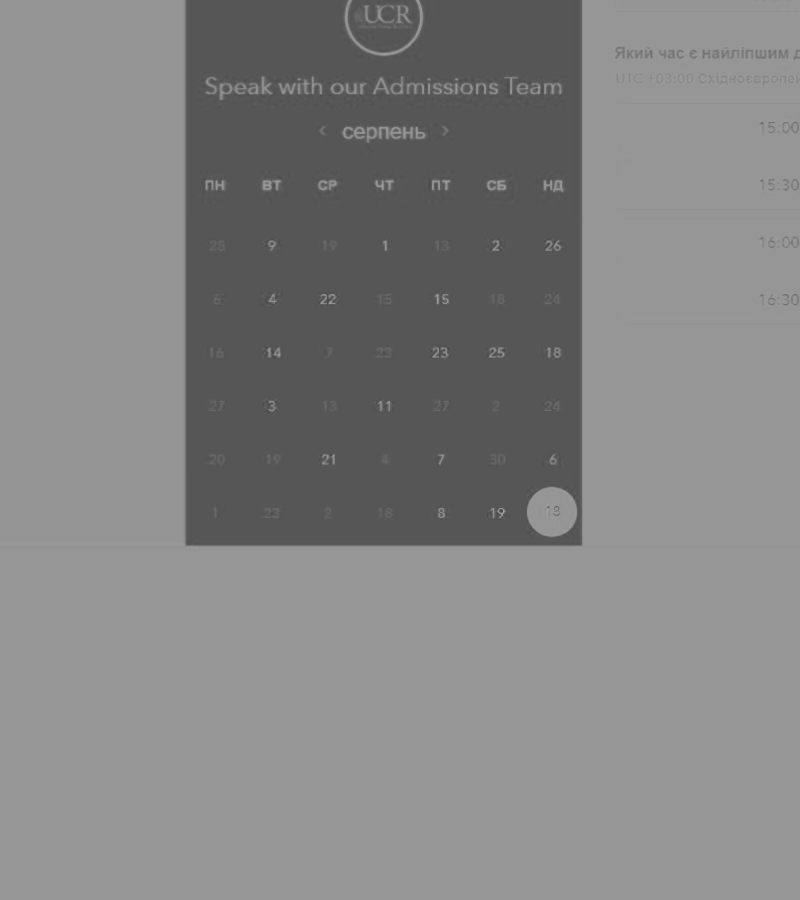 UCR
Speak with our Admissions Team
< серпень >
ПН ВТ СР ЧТ ПТ СБ НД
28 9 19 1 13 2 26
6 4 22 15 15 18 24
16 14 7 23 23 25 18
27 3 13 11 27 2 24
20 19 21 4 7 30 6
1 23 2 18 8 19 18
Який час є найліпшим д
UTC +03:00 Східноєвропей
15:00
15:30
16:00
16:30